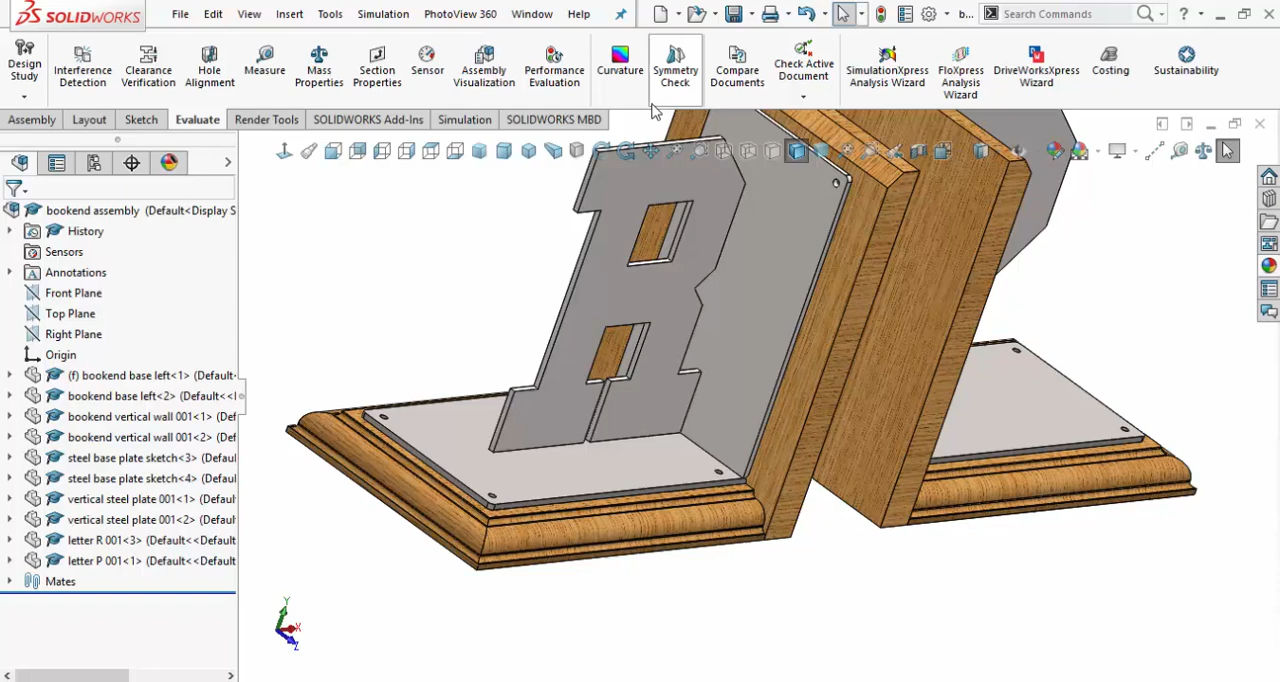 SOLIDWORKS File Edit View Insert Tools Simulation PhotoView 360 Window Help b... Search Commands ?
Design Study
Interference Detection
Clearance Verification
Hole Alignment
Measure
Mass Properties
Section Properties
Sensor
Assembly Visualization
Performance Evaluation
Curvature
Symmetry Check
Compare Documents
Check Active Document
SimulationXpress Analysis Wizard
FloXpress Analysis Wizard
DriveWorksXpress Wizard
Costing
Sustainability
Assembly Layout Sketch Evaluate Render Tools SOLIDWORKS Add-Ins Simulation SOLIDWORKS MBD
bookend assembly (Default<Display S
History
Sensors
Annotations
Front Plane
Top Plane
Right Plane
Origin
(f) bookend base left<1> (Default
bookend base left<2> (Default<<l
bookend vertical wall 001<1> (Def
bookend vertical wall 001<2> (Def
steel base plate sketch<3> (Defaul
steel base plate sketch<4> (Defaul
vertical steel plate 001<1> (Defaul
vertical steel plate 001<2> (Defaul
letter R 001<3> (Default<<Default
letter P 001<1> (Default<<Default
Mates
R
Y
X
Z